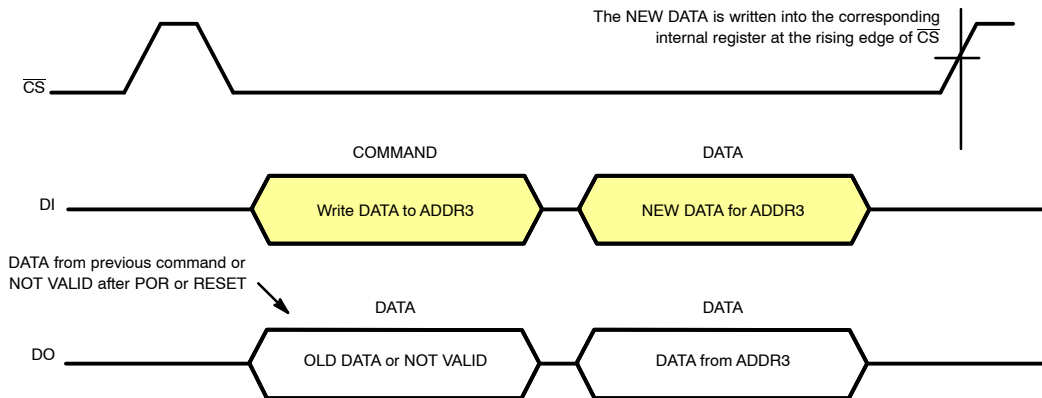 The NEW DATA is written into the corresponding
internal register at the rising edge of C̅S̅
C̅S̅
COMMAND
DATA
DI
Write DATA to ADDR3
NEW DATA for ADDR3
DATA from previous command or
NOT VALID after POR or RESET
DATA
DATA
DO
OLD DATA or NOT VALID
DATA from ADDR3